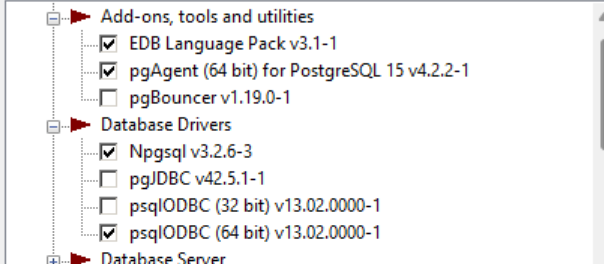 Add-ons, tools and utilities
EDB Language Pack v3.1-1
pgAgent (64 bit) for PostgreSQL 15 v4.2.2-1
pgBouncer v1.19.0-1
Database Drivers
Npgsql v3.2.6-3
pgJDBC v42.5.1-1
psqlODBC (32 bit) v13.02.0000-1
psqlODBC (64 bit) v13.02.0000-1
Database Server